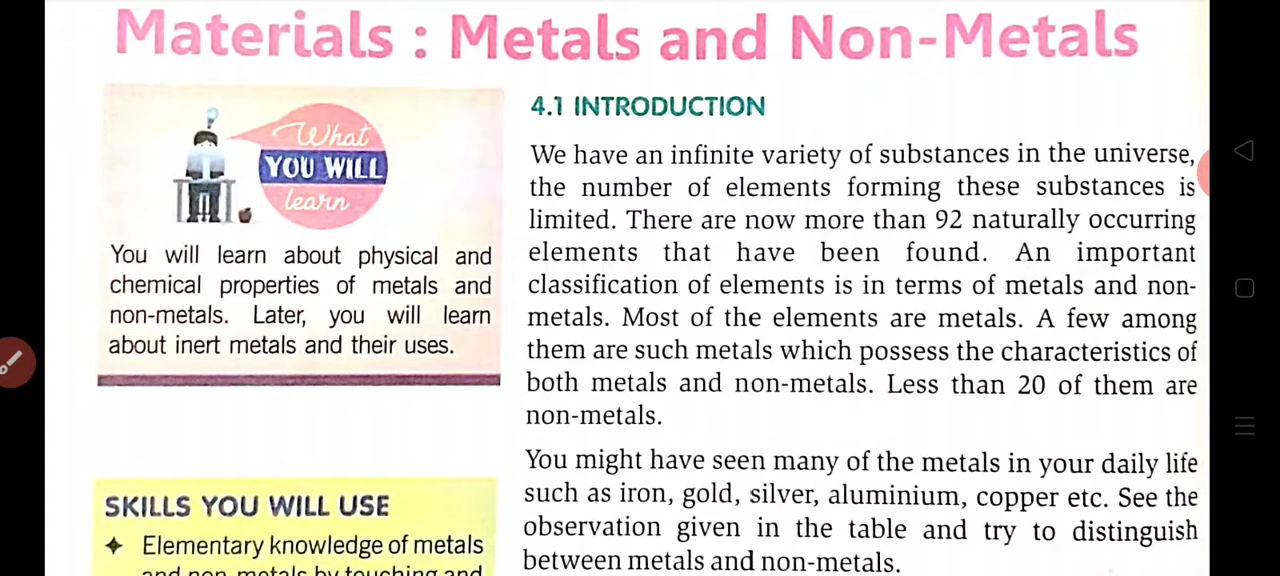 Materials : Metals and Non-Metals
What
YOU WILL
learn
You will learn about physical and
chemical properties of metals and
non-metals. Later, you will learn
about inert metals and their uses.
SKILLS YOU WILL USE
✦ Elementary knowledge of metals
and non-metals by touching and
4.1 INTRODUCTION
We have an infinite variety of substances in the universe,
the number of elements forming these substances is
limited. There are now more than 92 naturally occurring
elements that have been found. An important
classification of elements is in terms of metals and non-
metals. Most of the elements are metals. A few among
them are such metals which possess the characteristics of
both metals and non-metals. Less than 20 of them are
non-metals.
You might have seen many of the metals in your daily life
such as iron, gold, silver, aluminium, copper etc. See the
observation given in the table and try to distinguish
between metals and non-metals.